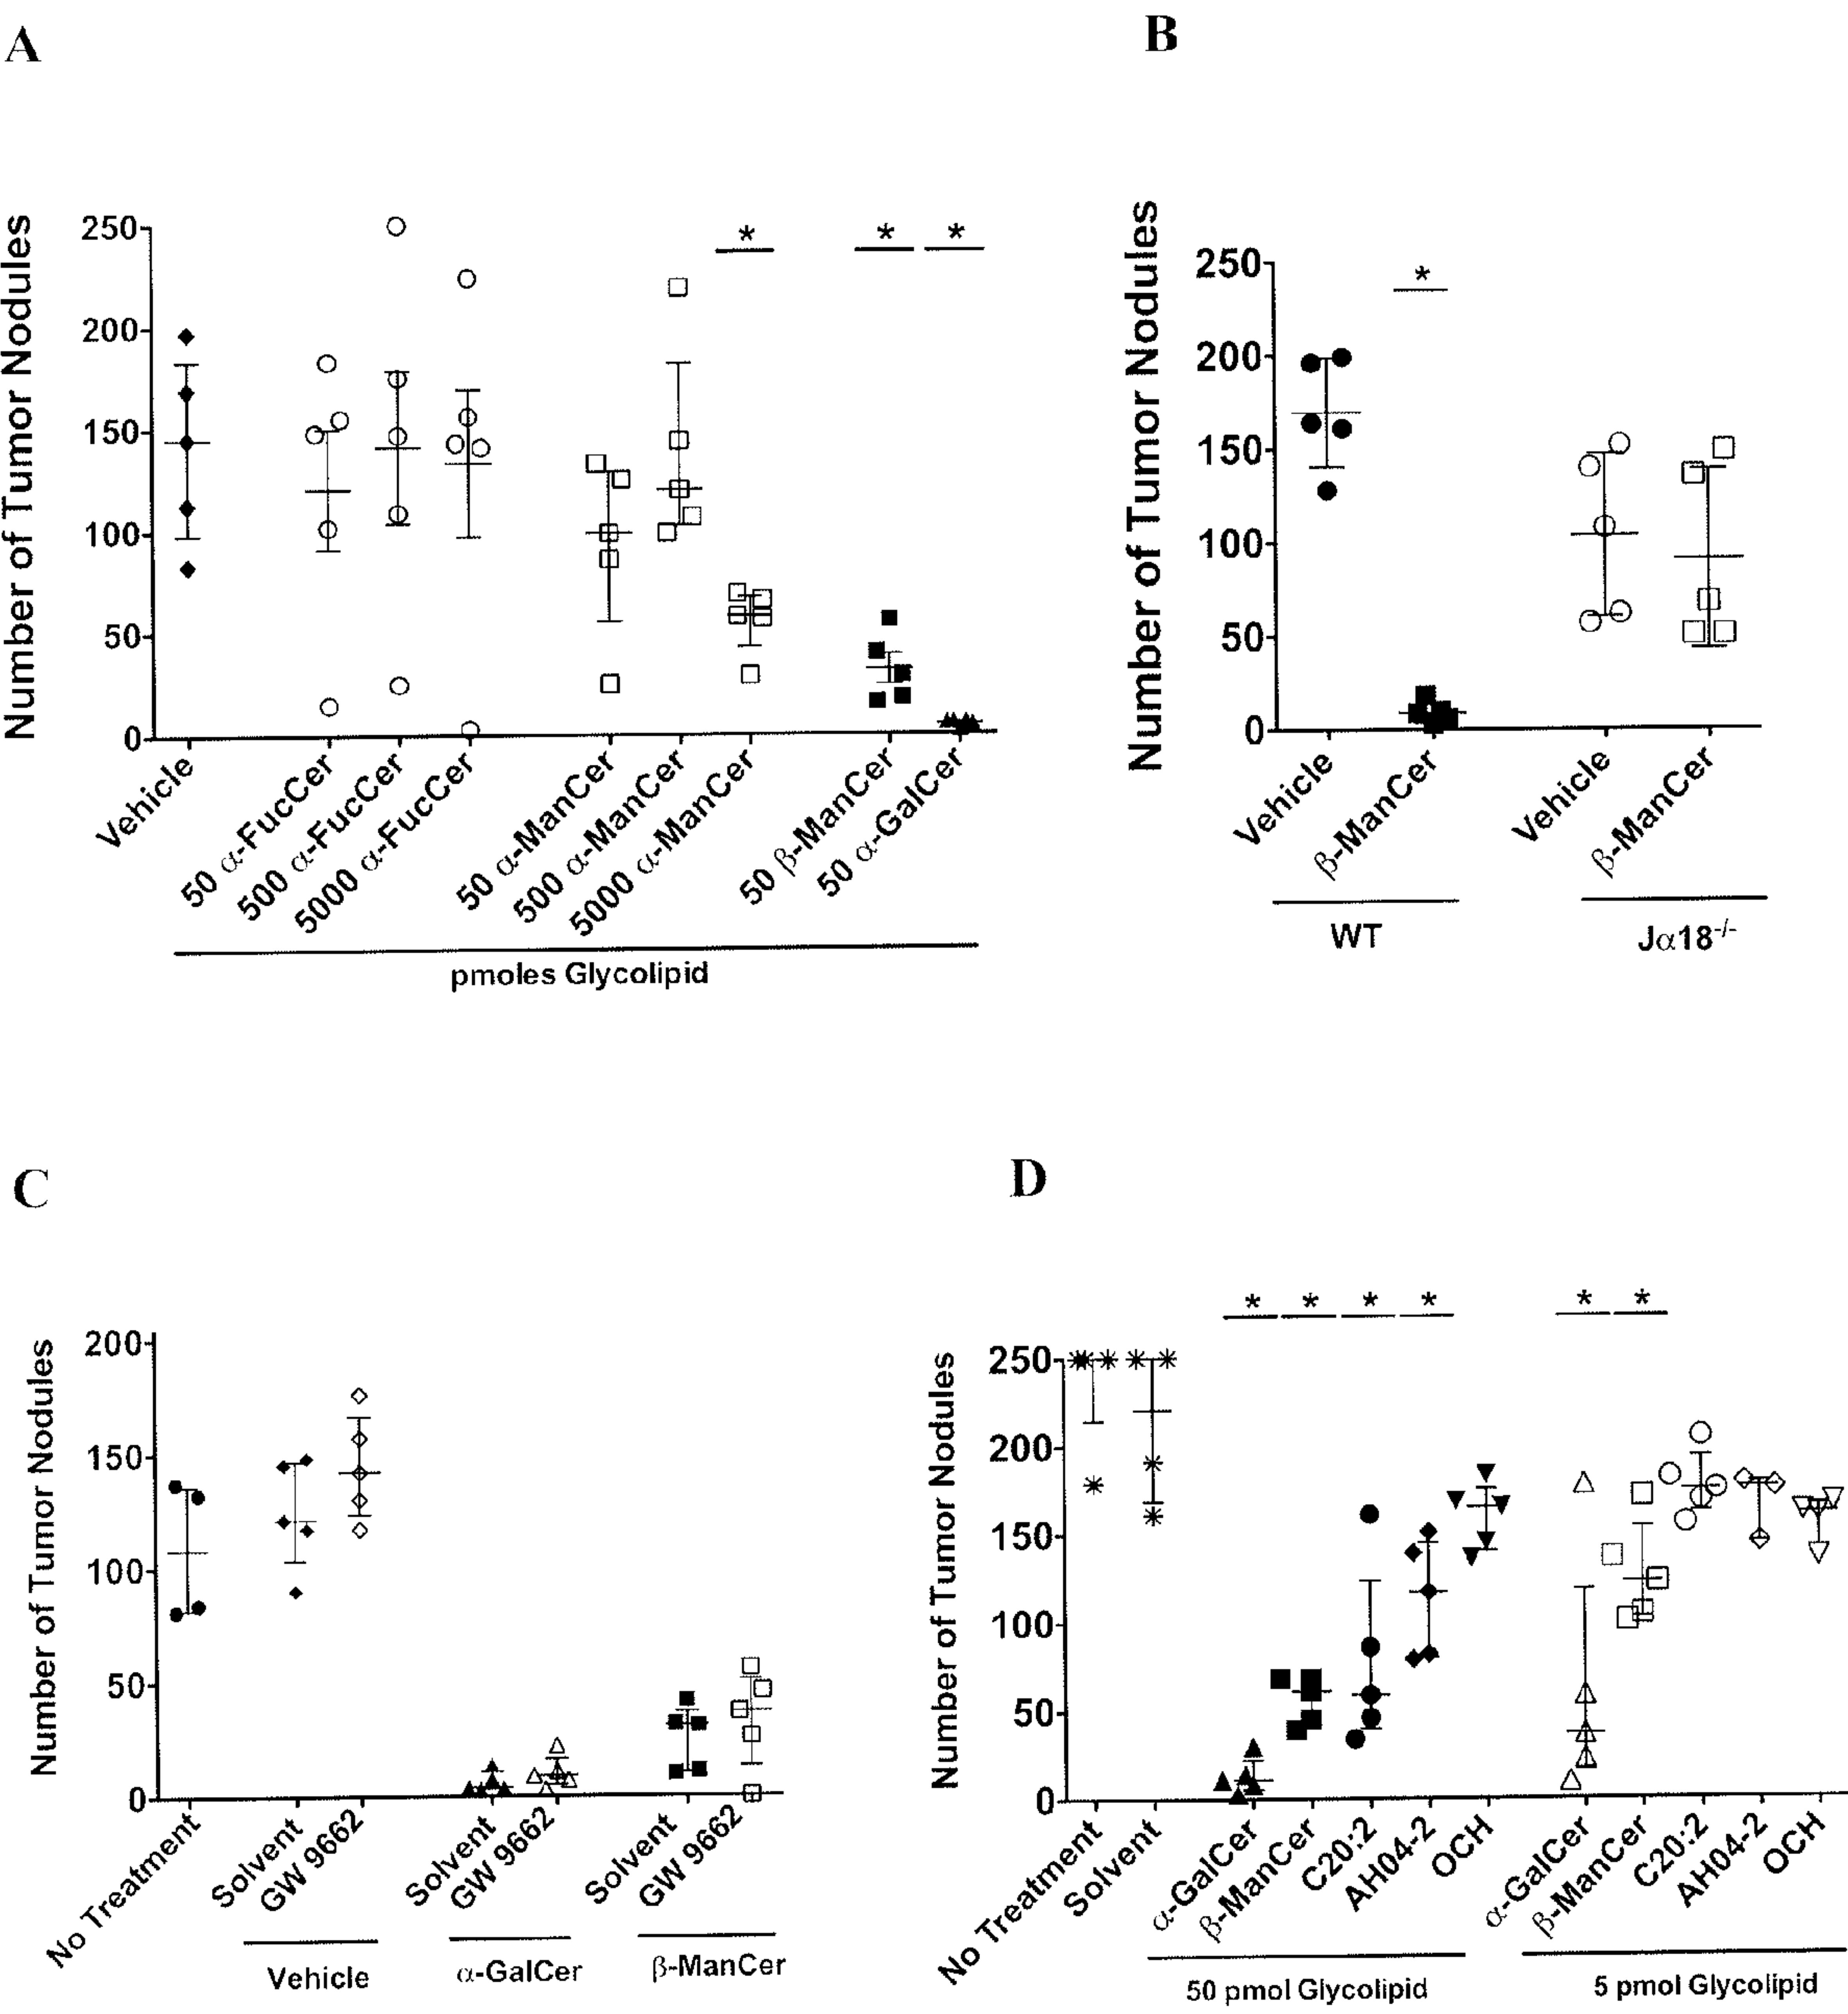 A
Number of Tumor Nodules
250
200
150
100
50
0
* * *
Vehicle
50 α-FucCer
500 α-FucCer
5000 α-FucCer
50 α-ManCer
500 α-ManCer
5000 α-ManCer
50 β-ManCer
50 α-GalCer
pmoles Glycolipid
B
Number of Tumor Nodules
250
200
150
100
50
0
*
Vehicle
β-ManCer
Vehicle
β-ManCer
WT
Jα18-/-
C
Number of Tumor Nodules
200
150
100
50
0
No Treatment
Solvent
GW 9662
Solvent
GW 9662
Solvent
GW 9662
Vehicle
α-GalCer
β-ManCer
D
Number of Tumor Nodules
250
200
150
100
50
0
* * * * * *
No Treatment
Solvent
α-GalCer
β-ManCer
C20:2
AH04-2
OCH
α-GalCer
β-ManCer
C20:2
AH04-2
OCH
50 pmol Glycolipid
5 pmol Glycolipid